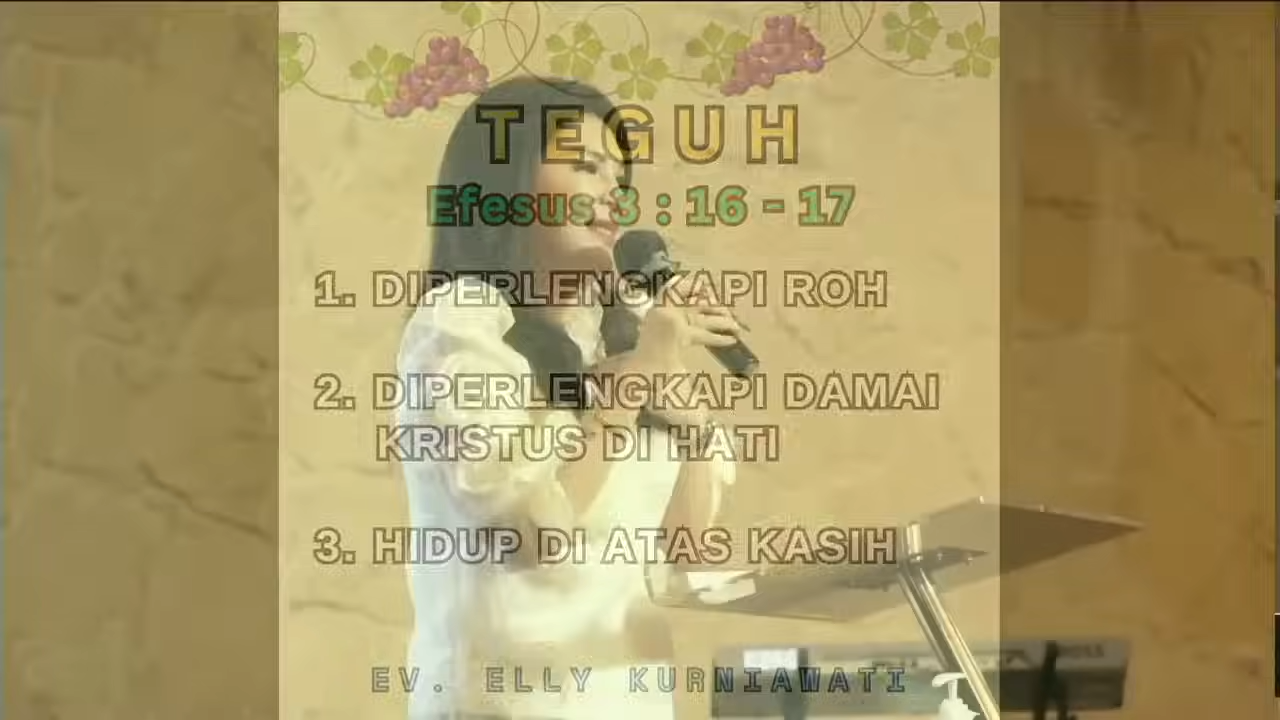 TEGUH
Efesus 3 : 16 - 17
1. DIPERLENGKAPI ROH
2. DIPERLENGKAPI DAMAI
KRISTUS DI HATI
3. HIDUP DI ATAS KASIH
EV. ELLY KURNIAWATI